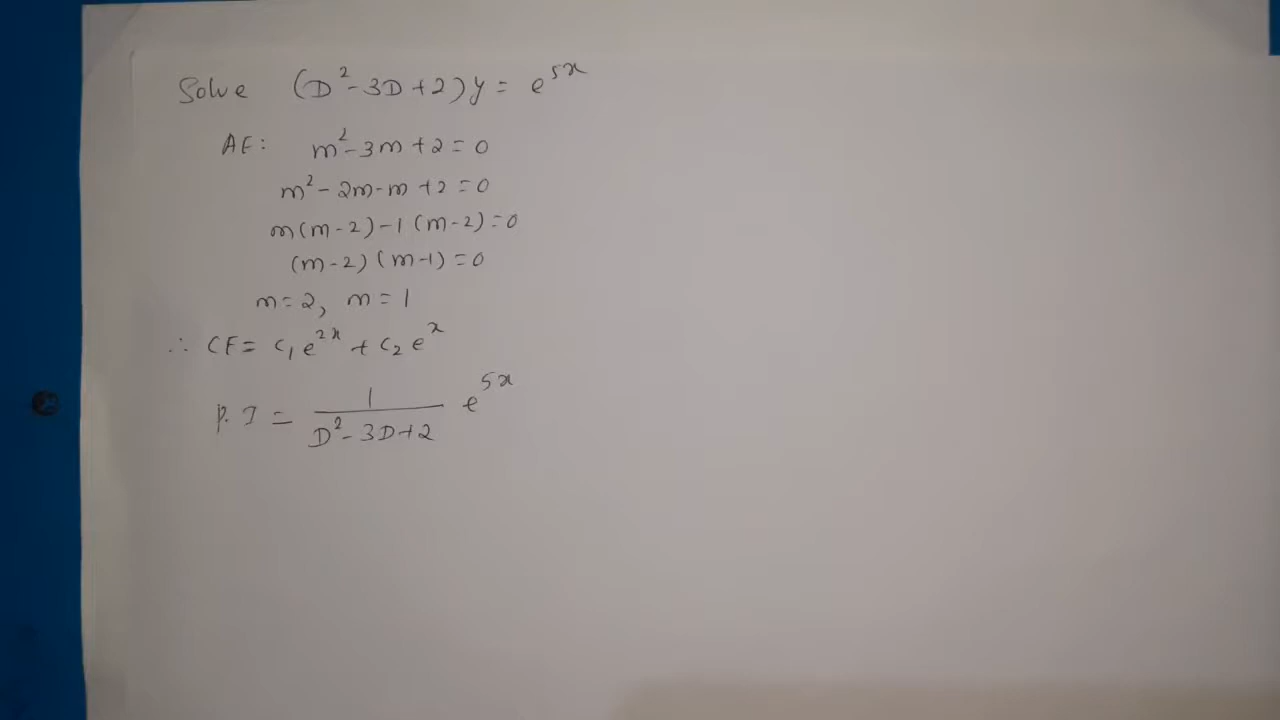 Solve (D²-3D+2)y = e^5x
AE: m²-3m+2=0
m²-2m-m+2=0
m(m-2)-1(m-2)=0
(m-2)(m-1)=0
m=2, m=1
∴ CF= c₁e^2x + c₂e^x
P.I = 1/(D²-3D+2) e^5x